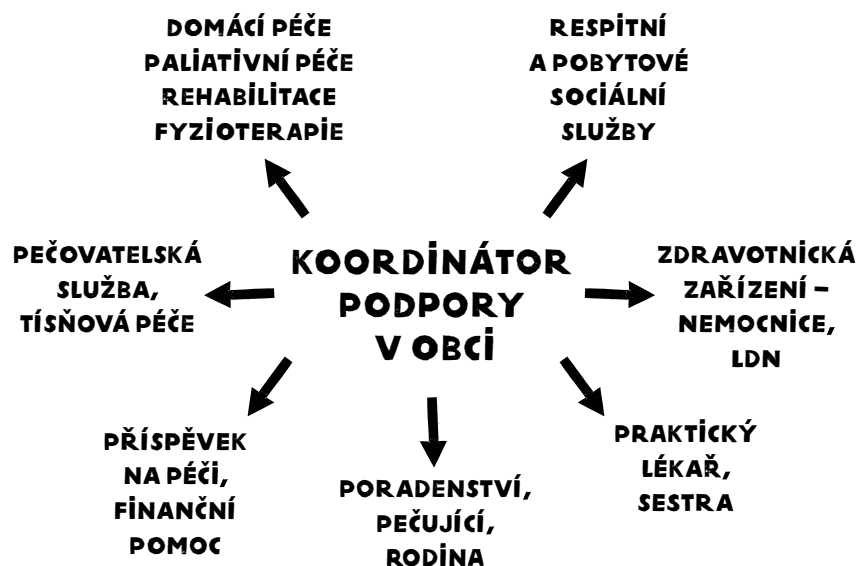 DOMÁCÍ PÉČE
PALIATIVNÍ PÉČE
REHABILITACE
FYZIOTERAPIE
RESPITNÍ
A POBYTOVÉ
SOCIÁLNÍ
SLUŽBY
PEČOVATELSKÁ
SLUŽBA,
TÍSŇOVÁ PÉČE
KOORDINÁTOR
PODPORY
V OBCI
ZDRAVOTNICKÁ
ZAŘÍZENÍ –
NEMOCNICE,
LDN
PŘÍSPĚVEK
NA PÉČI,
FINANČNÍ
POMOC
PORADENSTVÍ,
PEČUJÍCÍ,
RODINA
PRAKTICKÝ
LÉKAŘ,
SESTRA